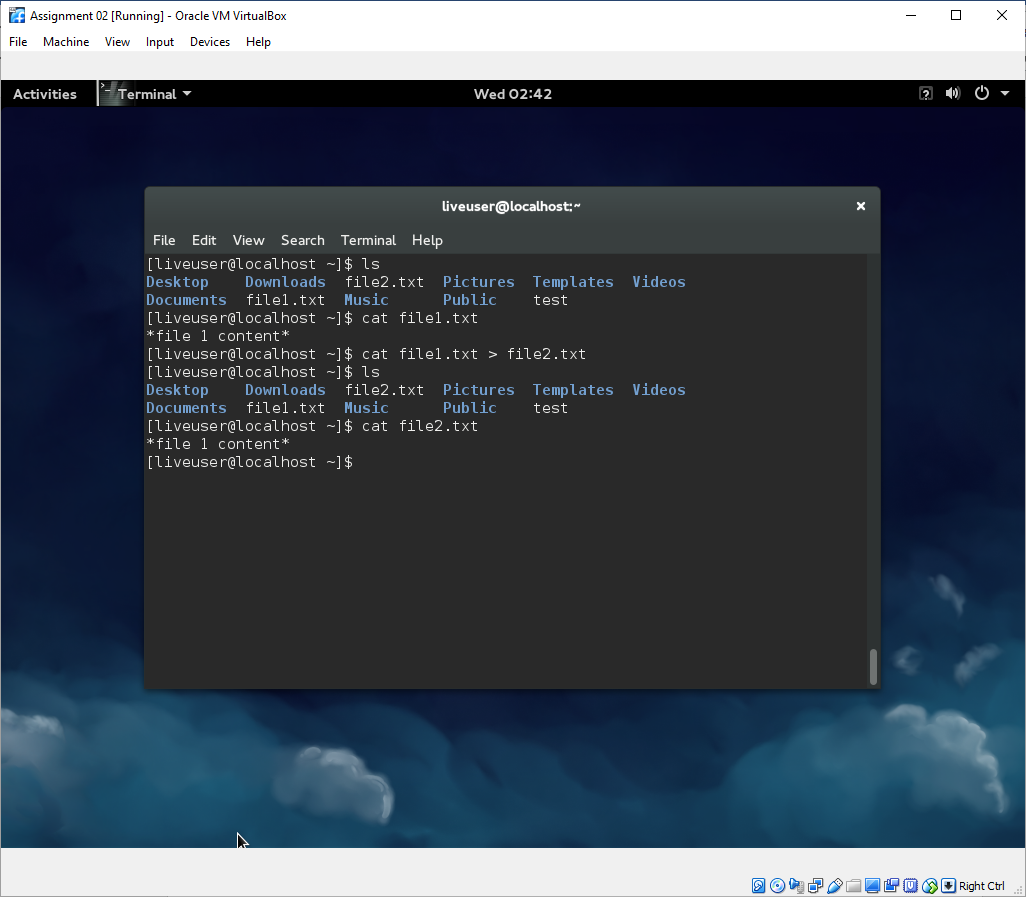 Assignment 02 [Running] - Oracle VM VirtualBox
File Machine View Input Devices Help
Activities Terminal Wed 02:42
liveuser@localhost:~
File Edit View Search Terminal Help
[liveuser@localhost ~]$ ls
Desktop Downloads file2.txt Pictures Templates Videos
Documents file1.txt Music Public test
[liveuser@localhost ~]$ cat file1.txt
*file 1 content*
[liveuser@localhost ~]$ cat file1.txt > file2.txt
[liveuser@localhost ~]$ ls
Desktop Downloads file2.txt Pictures Templates Videos
Documents file1.txt Music Public test
[liveuser@localhost ~]$ cat file2.txt
*file 1 content*
[liveuser@localhost ~]$
Right Ctrl